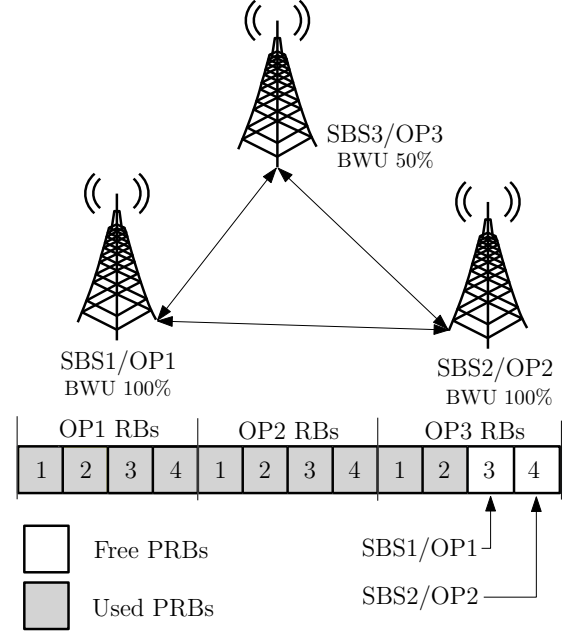 SBS3/OP3
BWU 50%
SBS1/OP1
BWU 100%
SBS2/OP2
BWU 100%
OP1 RBs OP2 RBs OP3 RBs
1 2 3 4 1 2 3 4 1 2 3 4
Free PRBs
SBS1/OP1
Used PRBs
SBS2/OP2